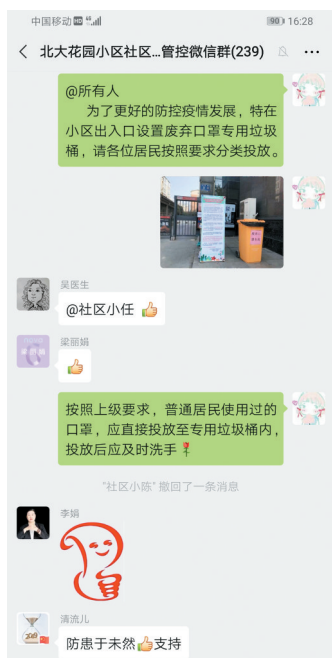 中国移动 HD 4G 90 16:28
北大花园小区社区...管控微信群(239)
@所有人
为了更好的防控疫情发展，特在
小区出入口设置废弃口罩专用垃圾
桶，请各位居民按照要求分类投放。
吴医生
@社区小任
梁丽娟
按照上级要求，普通居民使用过的
口罩，应直接投放至专用垃圾桶内，
投放后应及时洗手
"社区小陈"撤回了一条消息
李娟
清流儿
防患于未然支持